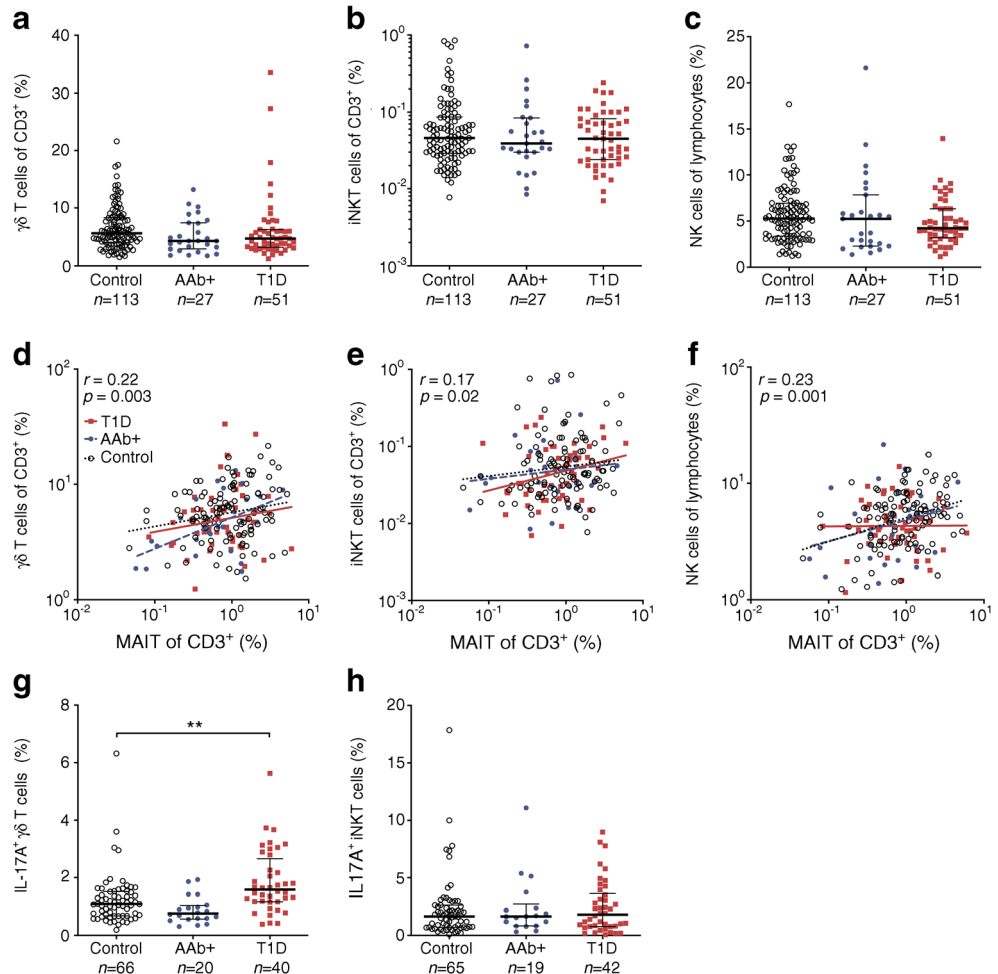 a
γδ T cells of CD3⁺ (%)
40
30
20
10
0
Control
n=113
AAb+
n=27
T1D
n=51
b
iNKT cells of CD3⁺ (%)
10⁰
10⁻¹
10⁻²
10⁻³
Control
n=113
AAb+
n=27
T1D
n=51
c
NK cells of lymphocytes (%)
25
20
15
10
5
0
Control
n=113
AAb+
n=27
T1D
n=51
d
γδ T cells of CD3⁺ (%)
10²
10¹
10⁰
r = 0.22
p = 0.003
T1D
AAb+
Control
10⁻²
10⁻¹
10⁰
10¹
MAIT of CD3⁺ (%)
e
iNKT cells of CD3⁺ (%)
10⁰
10⁻¹
10⁻²
10⁻³
r = 0.17
p = 0.02
10⁻²
10⁻¹
10⁰
10¹
MAIT of CD3⁺ (%)
f
NK cells of lymphocytes (%)
10²
10¹
10⁰
r = 0.23
p = 0.001
10⁻²
10⁻¹
10⁰
10¹
MAIT of CD3⁺ (%)
g
IL-17A⁺ γδ T cells (%)
8
6
4
2
0
**
Control
n=66
AAb+
n=20
T1D
n=40
h
IL17A⁺ iNKT cells (%)
20
15
10
5
0
Control
n=65
AAb+
n=19
T1D
n=42